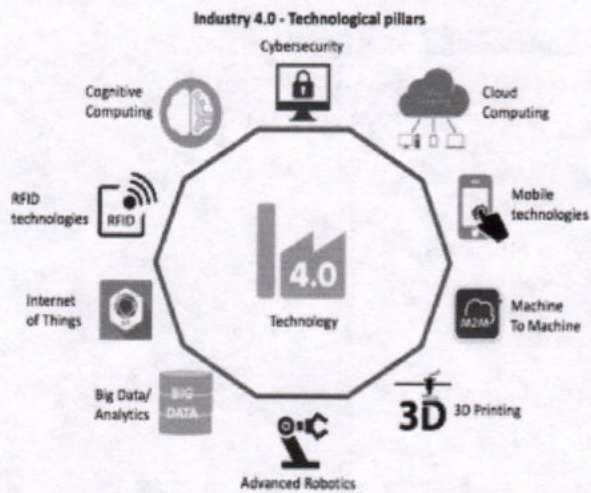 Industry 4.0 - Technological pillars
Cybersecurity
Cloud
Computing
Mobile
technologies
M2M
Machine
To Machine
3D
3D Printing
Advanced Robotics
BIG
DATA
Big Data/
Analytics
Internet
of Things
RFID
RFID
technologies
Cognitive
Computing
4.0
Technology